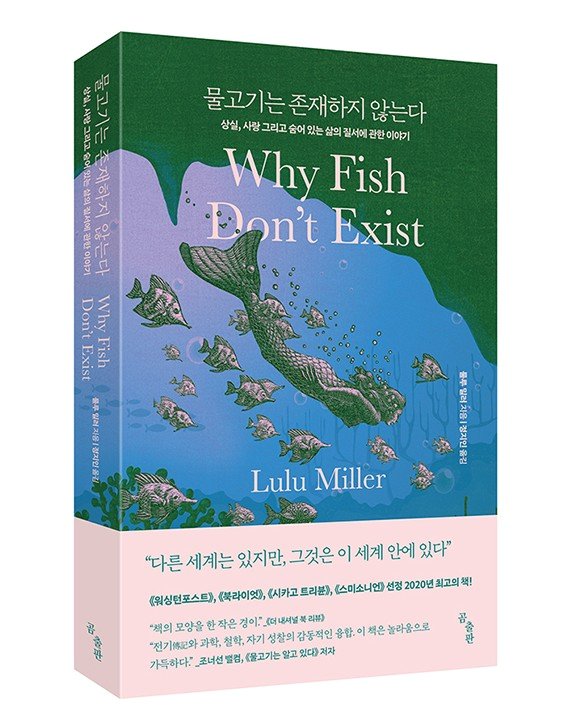 물고기는 존재하지 않는다
상실, 사랑 그리고 숨어 있는 삶의 질서에 관한 이야기
Why Fish
Don't Exist
룰루 밀러 지음 | 정지인 옮김
물고기는 존재하지 않는다
상실, 사랑 그리고 숨어 있는 삶의 질서에 관한 이야기
Why Fish
Don't Exist
룰루 밀러 지음 | 정지인 옮김
Lulu Miller
“다른 세계는 있지만, 그것은 이 세계 안에 있다”
《워싱턴포스트》, 《북라이엇》, 《시카고 트리뷴》, 《스미소니언》 선정 2020년 최고의 책!
“책의 모양을 한 작은 경이.”_《더 내셔널 북 리뷰》
“전기傳記와 과학, 철학, 자기 성찰의 감동적인 융합. 이 책은 놀라움으로
가득하다.”_조너선 밸컴, 《물고기는 알고 있다》 저자
곰출판
곰출판